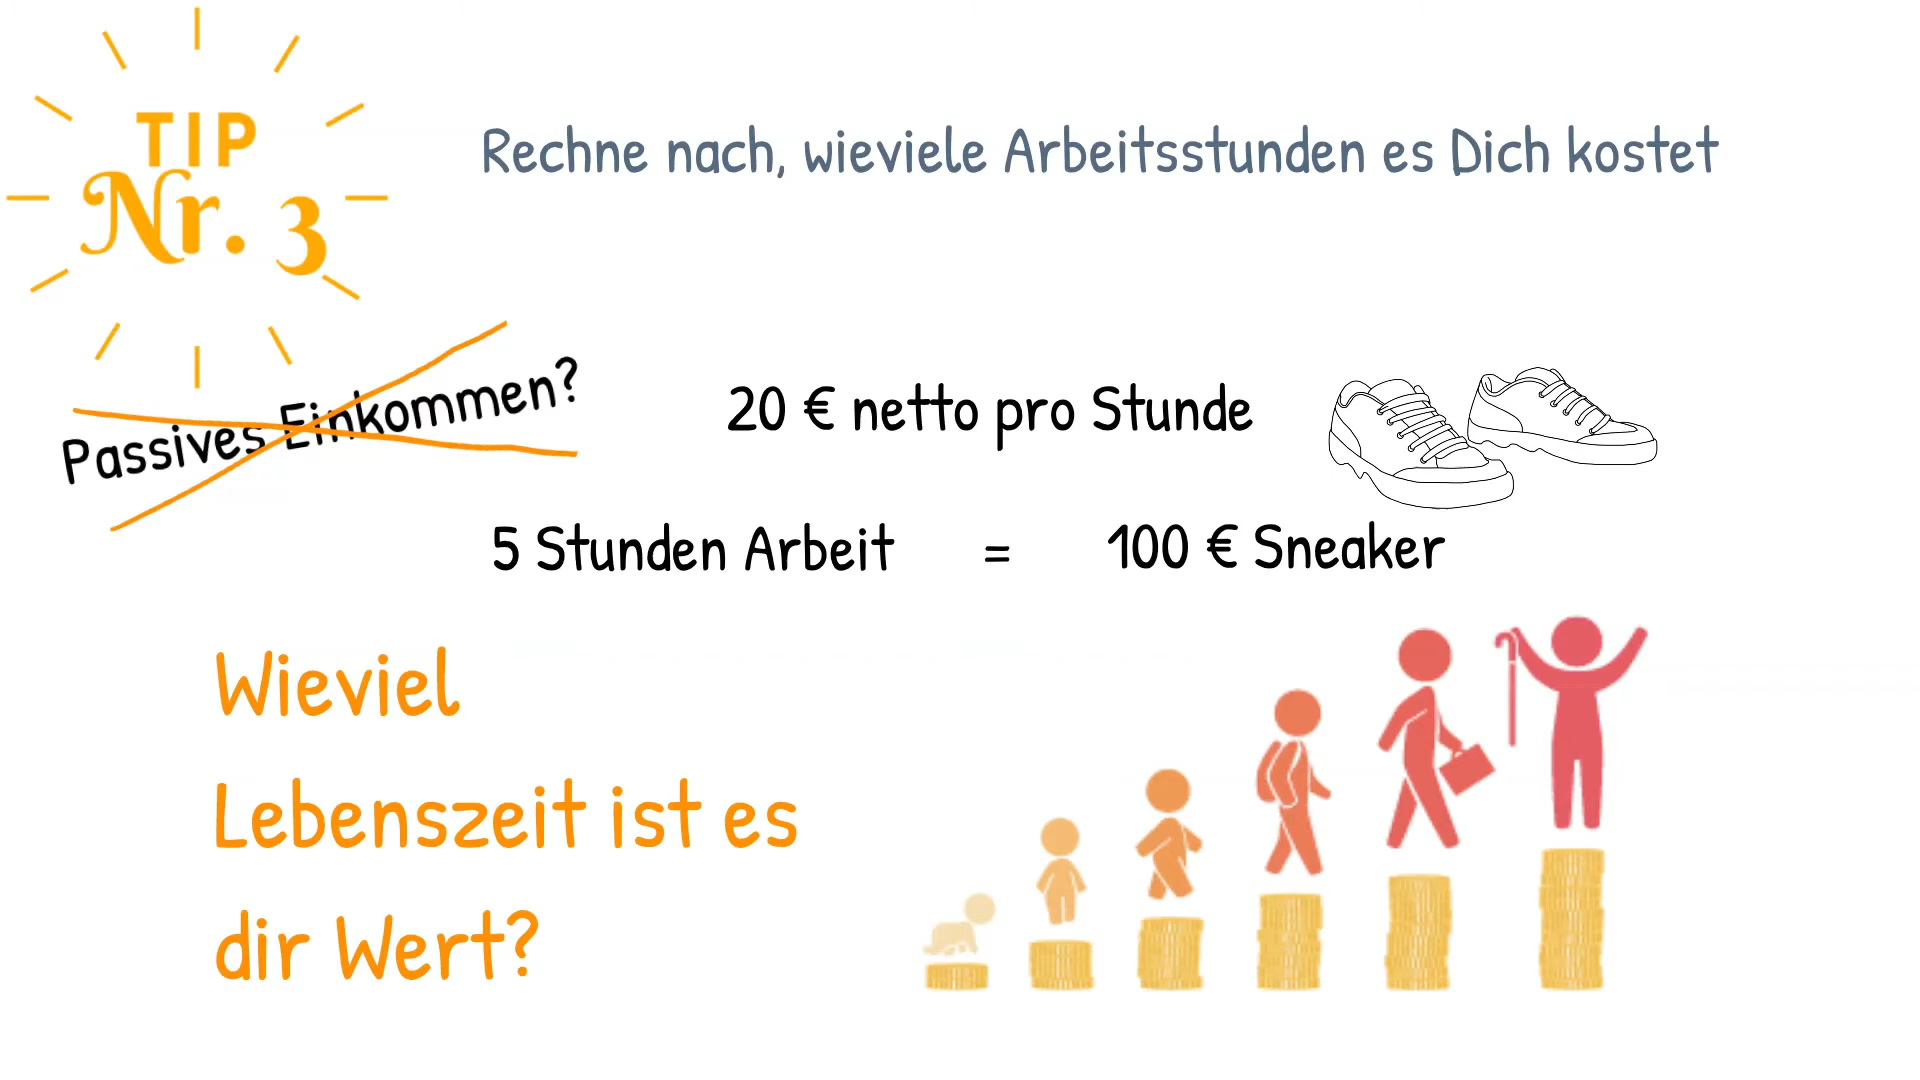 TIP
Nr. 3
Rechne nach, wieviele Arbeitsstunden es Dich kostet
Passives Einkommen?
20 € netto pro Stunde
5 Stunden Arbeit = 100 € Sneaker
Wieviel
Lebenszeit ist es
dir Wert?